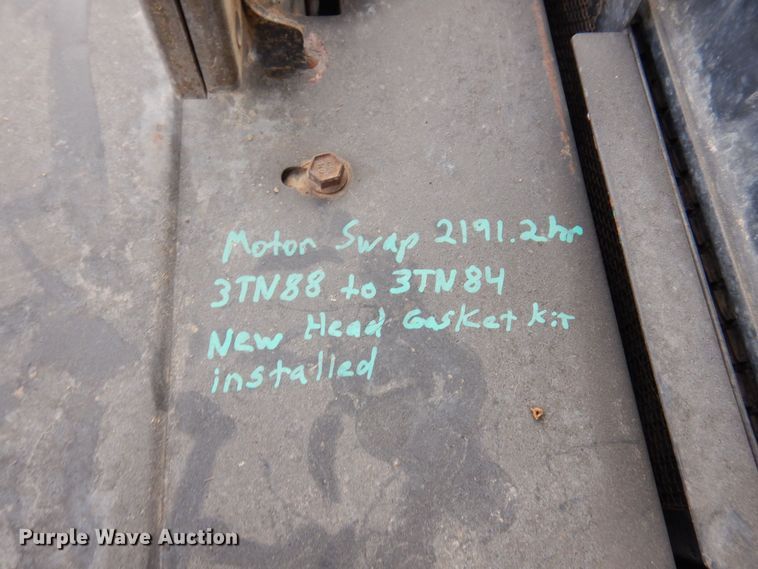 Motor Swap 2191.2hr
3TN88 to 3TN84
New Head Gasket Kit
installed
Purple Wave Auction